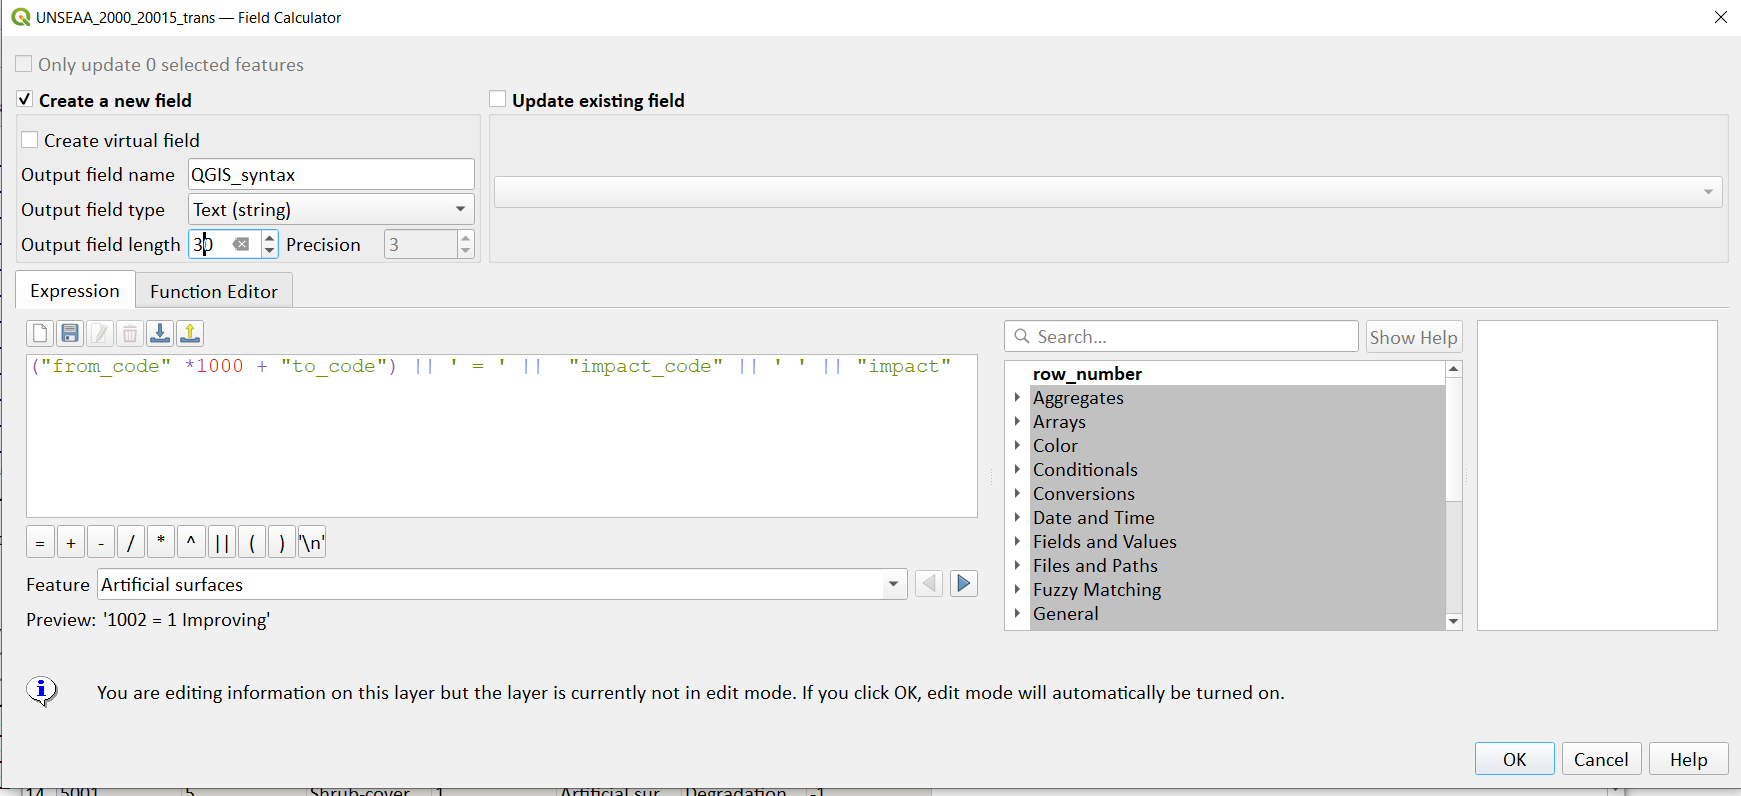 UNSEAA_2000_20015_trans — Field Calculator
Only update 0 selected features
Create a new field
Update existing field
Create virtual field
Output field name QGIS_syntax
Output field type Text (string)
Output field length 30 Precision 3
Expression Function Editor
("from_code" *1000 + "to_code") || ' = ' || "impact_code" || ' ' || "impact"
= + - / * ^ || ( ) '\n'
Feature Artificial surfaces
Preview: '1002 = 1 Improving'
Search... Show Help
row_number
Aggregates
Arrays
Color
Conditionals
Conversions
Date and Time
Fields and Values
Files and Paths
Fuzzy Matching
General
You are editing information on this layer but the layer is currently not in edit mode. If you click OK, edit mode will automatically be turned on.
OK Cancel Help
14 5001 5 Shrub-cover 1 Artificial sur Degradation -1